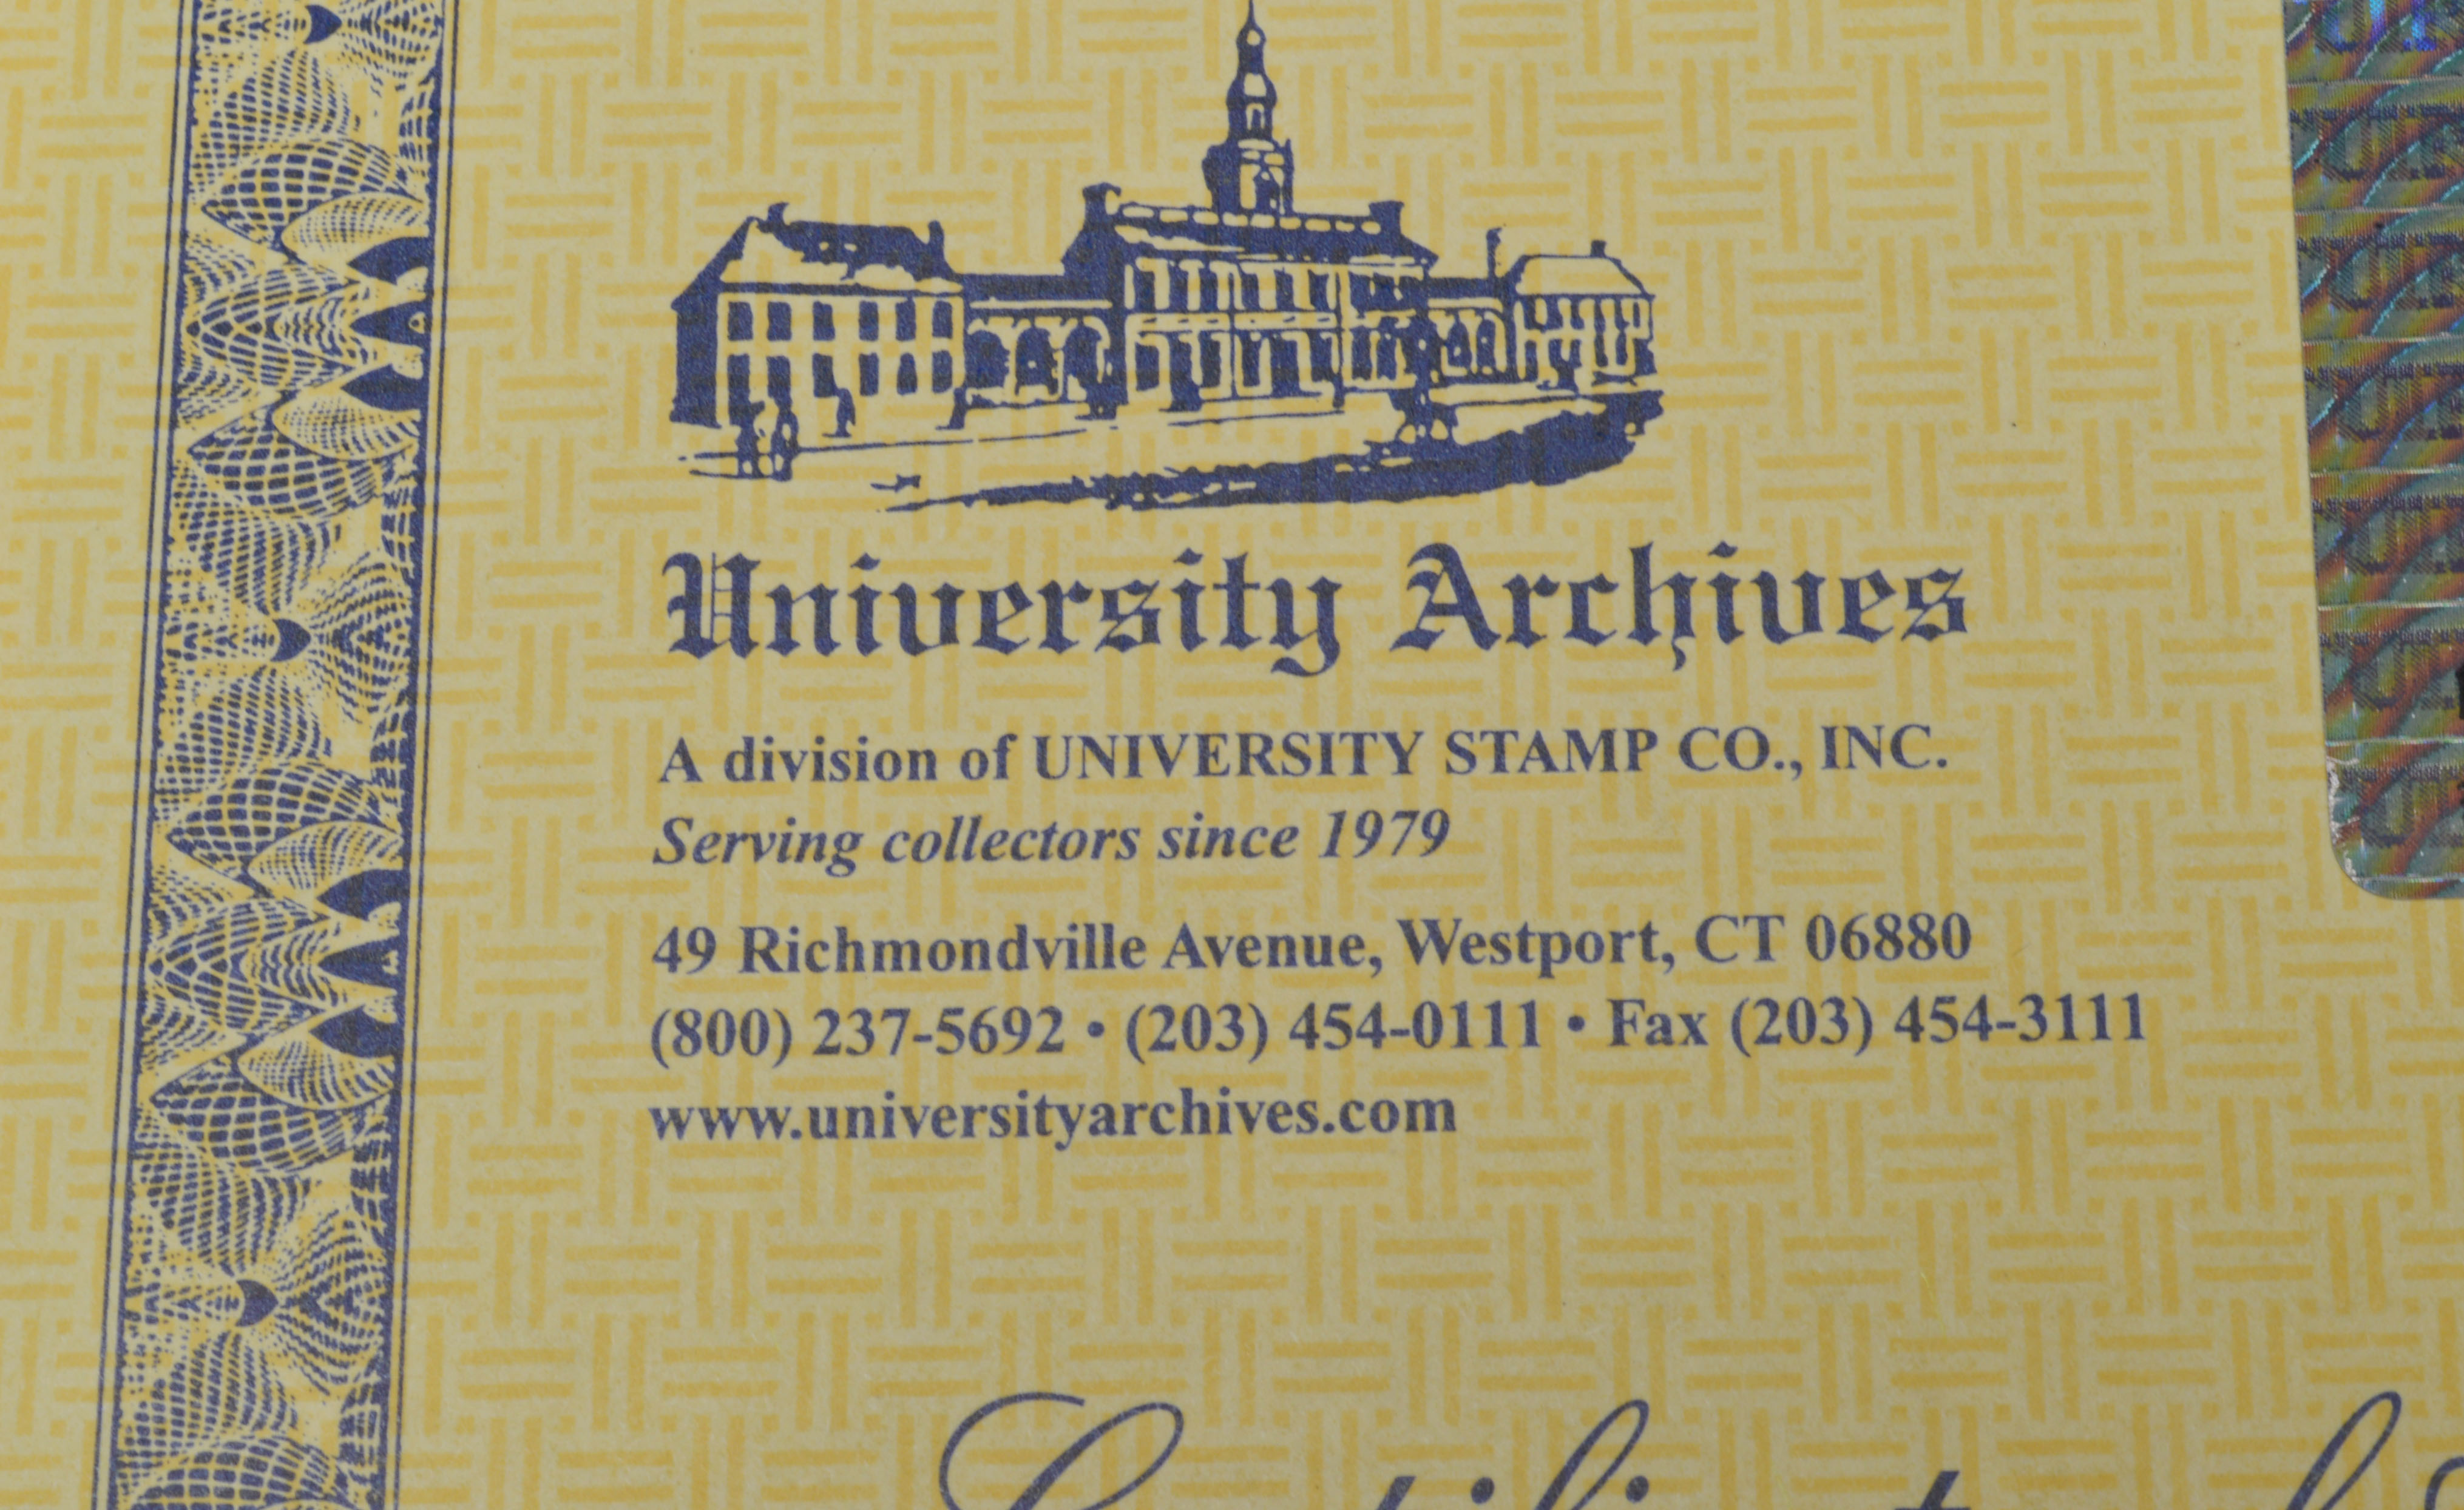 University Archives
A division of UNIVERSITY STAMP CO., INC.
Serving collectors since 1979
49 Richmondville Avenue, Westport, CT 06880
(800) 237-5692 • (203) 454-0111 • Fax (203) 454-3111
www.universityarchives.com